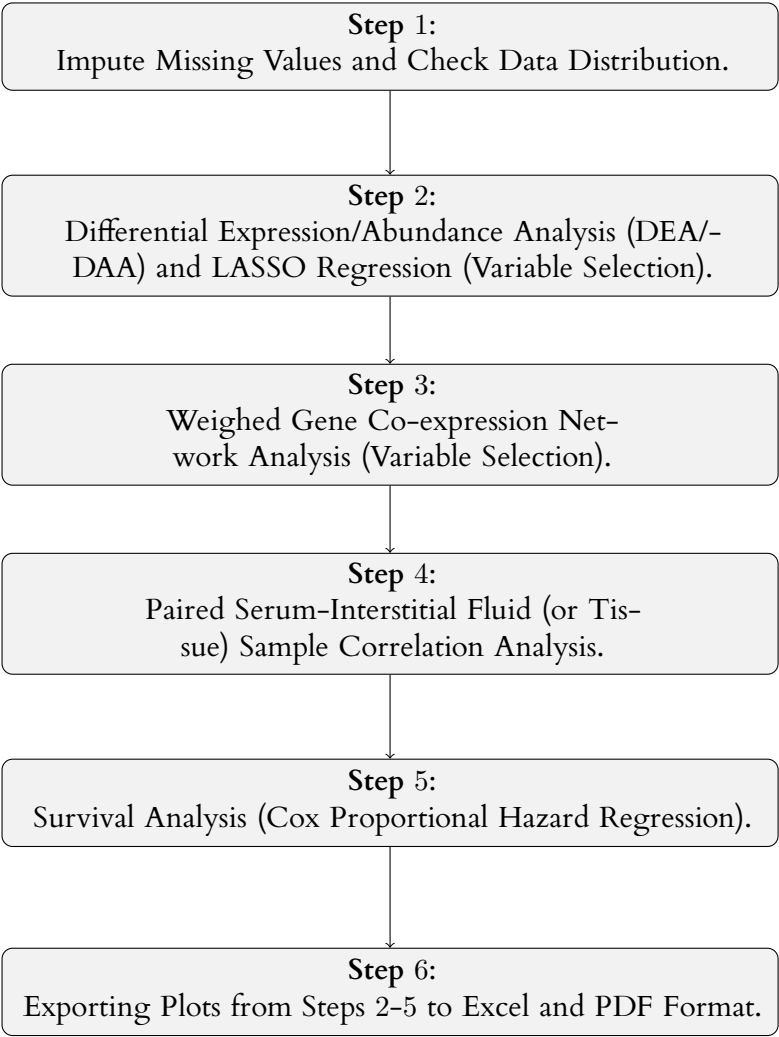 Step 1:
Impute Missing Values and Check Data Distribution.
Step 2:
Differential Expression/Abundance Analysis (DEA/-
DAA) and LASSO Regression (Variable Selection).
Step 3:
Weighed Gene Co-expression Net-
work Analysis (Variable Selection).
Step 4:
Paired Serum-Interstitial Fluid (or Tis-
sue) Sample Correlation Analysis.
Step 5:
Survival Analysis (Cox Proportional Hazard Regression).
Step 6:
Exporting Plots from Steps 2-5 to Excel and PDF Format.